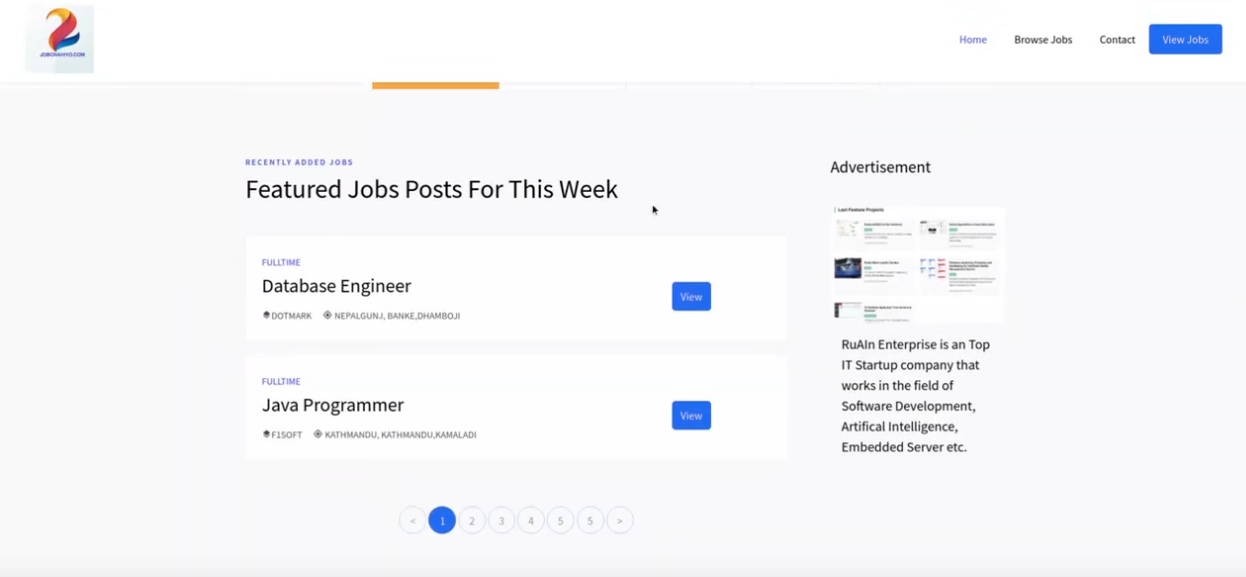 Home
Browse Jobs
Contact
View Jobs
RECENTLY ADDED JOBS
Featured Jobs Posts For This Week
FULLTIME
Database Engineer
DOTMARK
NEPALGUNJ, BANKE,DHAMBOJI
View
FULLTIME
Java Programmer
F1SOFT
KATHMANDU, KATHMANDU,KAMALADI
View
< 1 2 3 4 5 5 >
Advertisement
Last Feature Projects
RuAIn Enterprise is an Top
IT Startup company that
works in the field of
Software Development,
Artifical Intelligence,
Embedded Server etc.